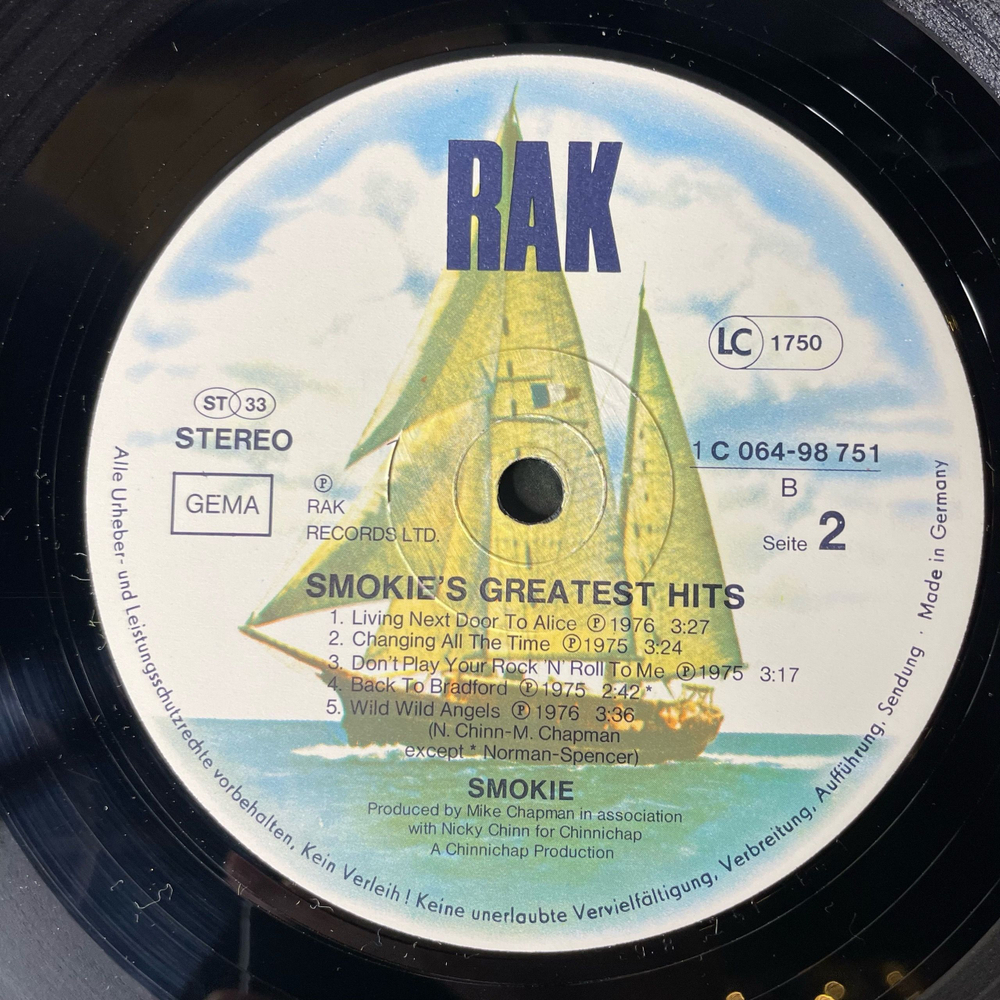 RAK
LC 1750
ST 33
STEREO
GEMA
℗
RAK
RECORDS LTD.
1 C 064-98 751
B
Seite 2
SMOKIE'S GREATEST HITS
1. Living Next Door To Alice ℗ 1976 3:27
2. Changing All The Time ℗ 1975 3:24
3. Don't Play Your Rock 'N' Roll To Me ℗ 1975 3:17
4. Back To Bradford ℗ 1975 2:42 *
5. Wild Wild Angels ℗ 1976 3:36
(N. Chinn-M. Chapman
except * Norman-Spencer)
SMOKIE
Produced by Mike Chapman in association
with Nicky Chinn for Chinnichap
A Chinnichap Production
Alle Urheber- und Leistungsschutzrechte vorbehalten. Kein Verleih! Keine unerlaubte Vervielfältigung, Verbreitung, Aufführung, Sendung · Made in Germany